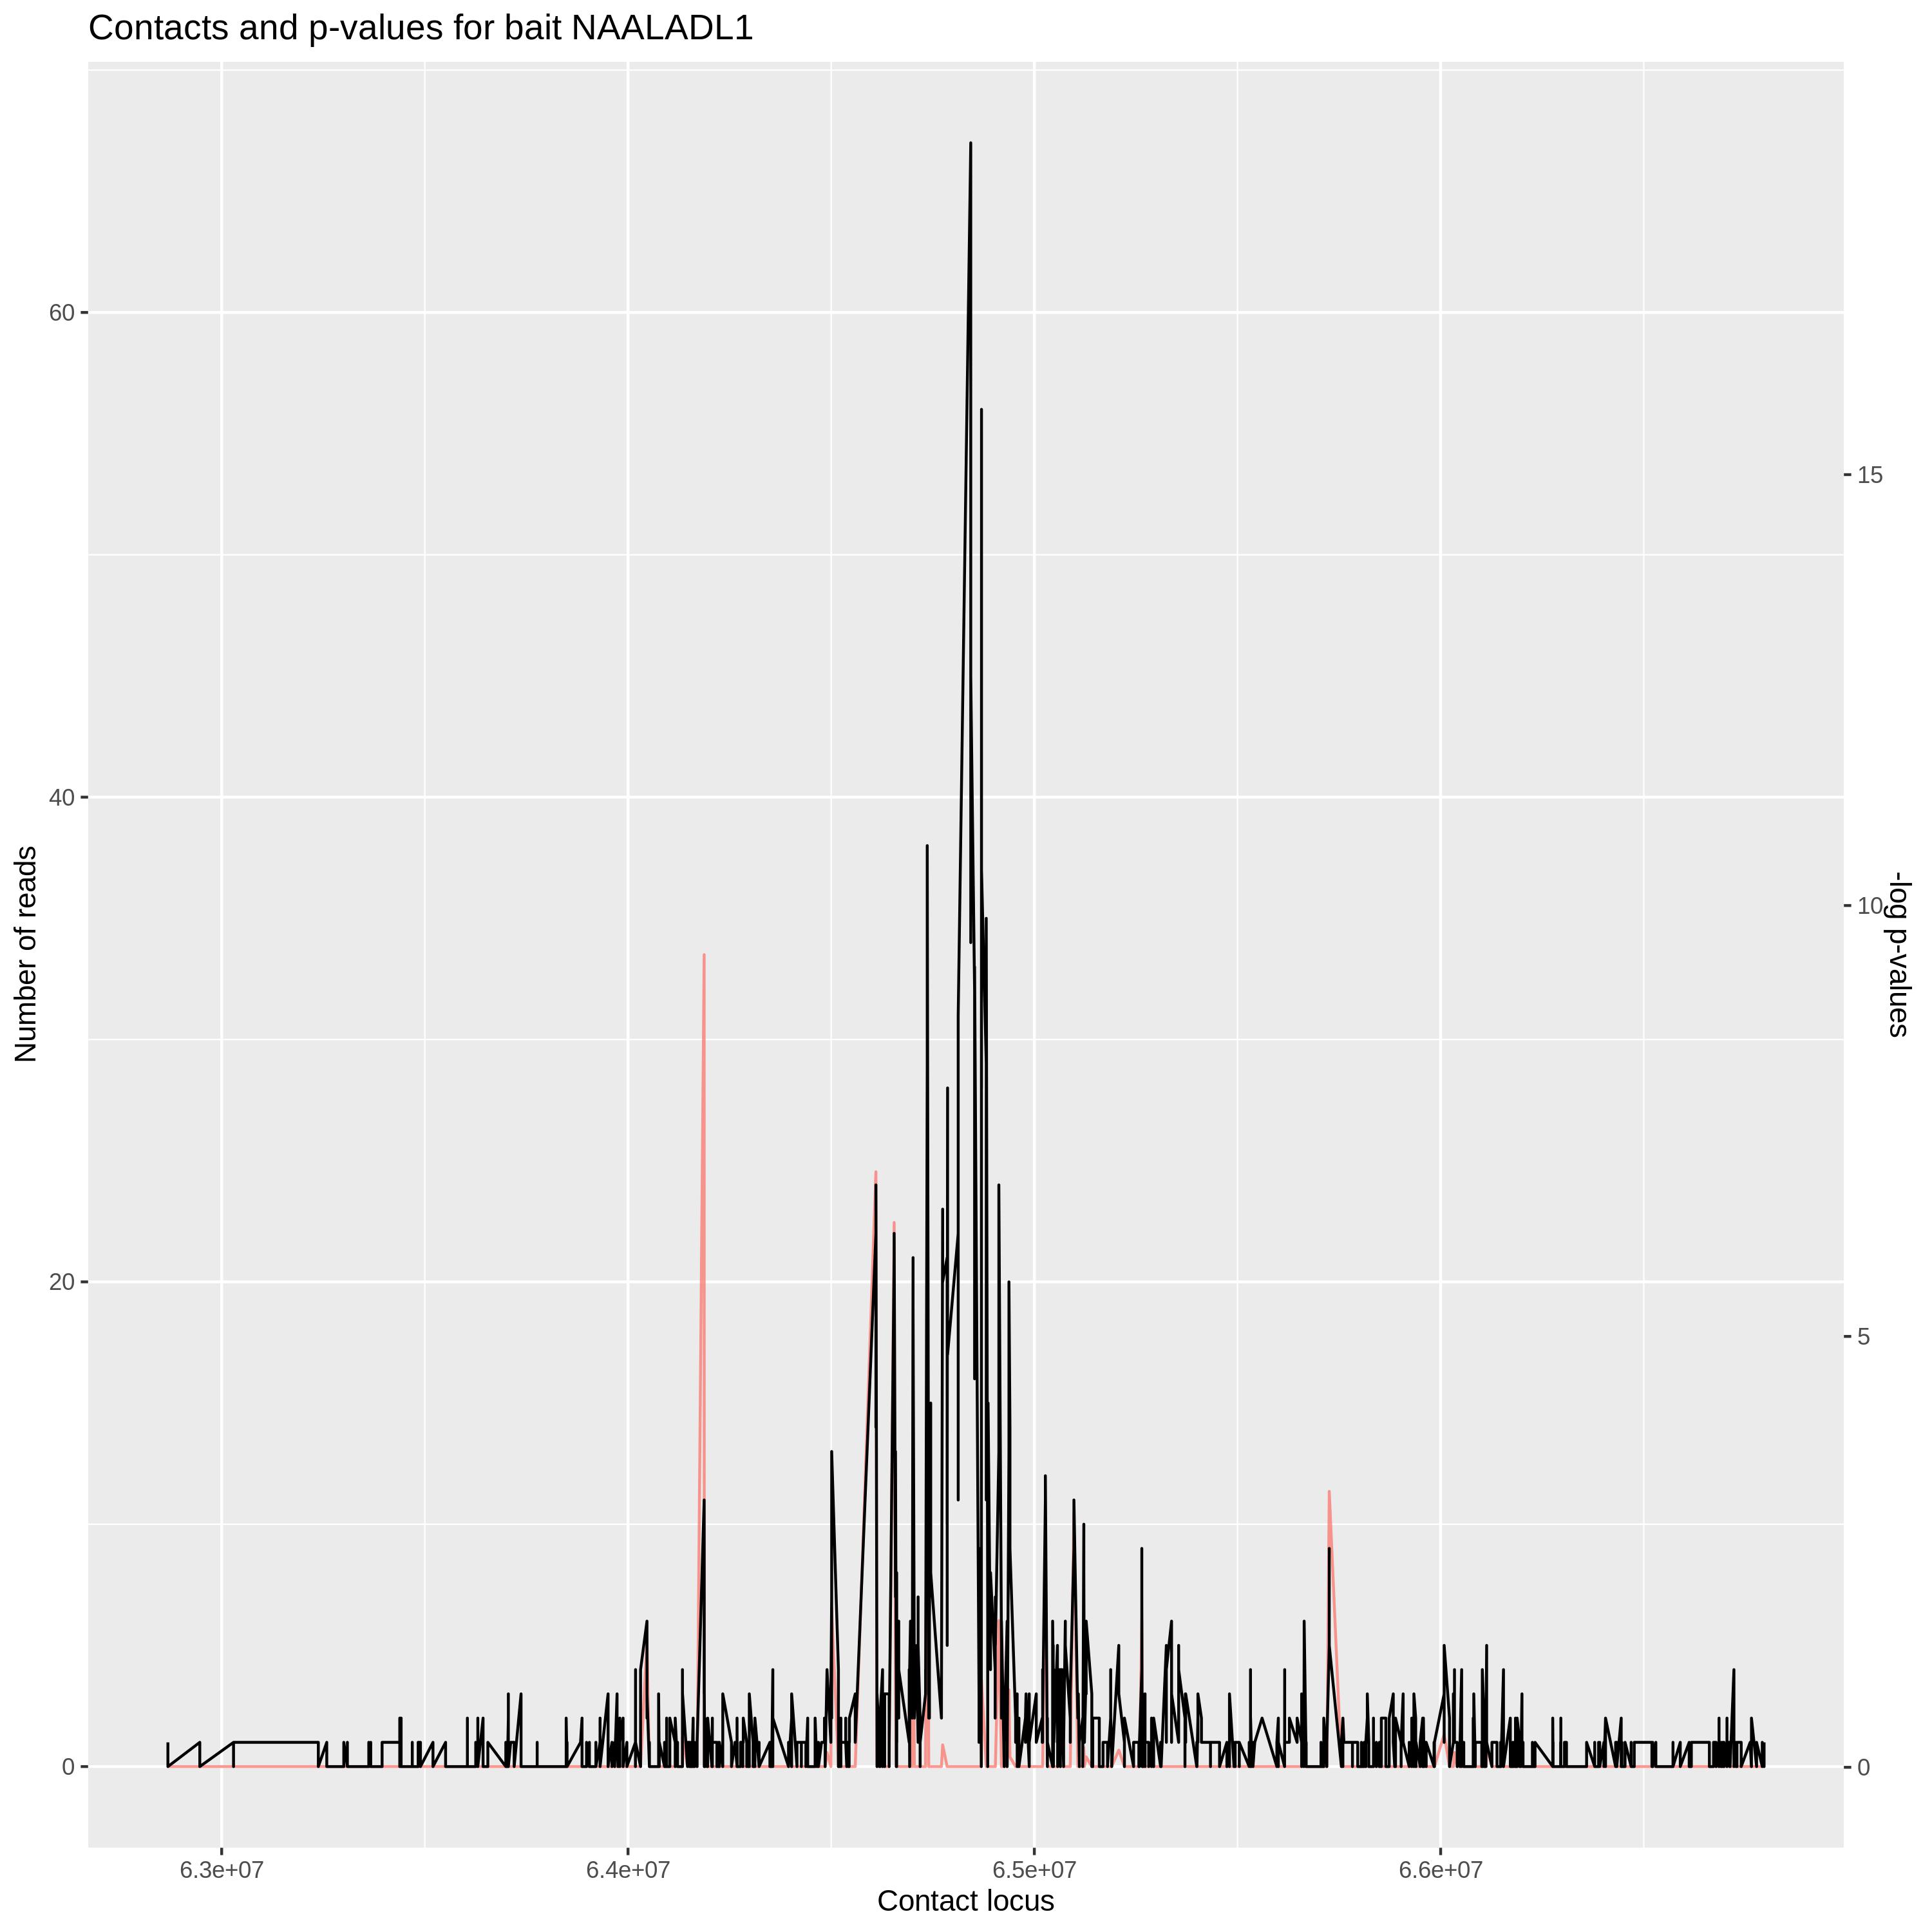 Contacts and p-values for bait NAALADL1
60
40
20
0
Number of reads
15
10
5
0
-log p-values
6.3e+07
6.4e+07
6.5e+07
6.6e+07
Contact locus